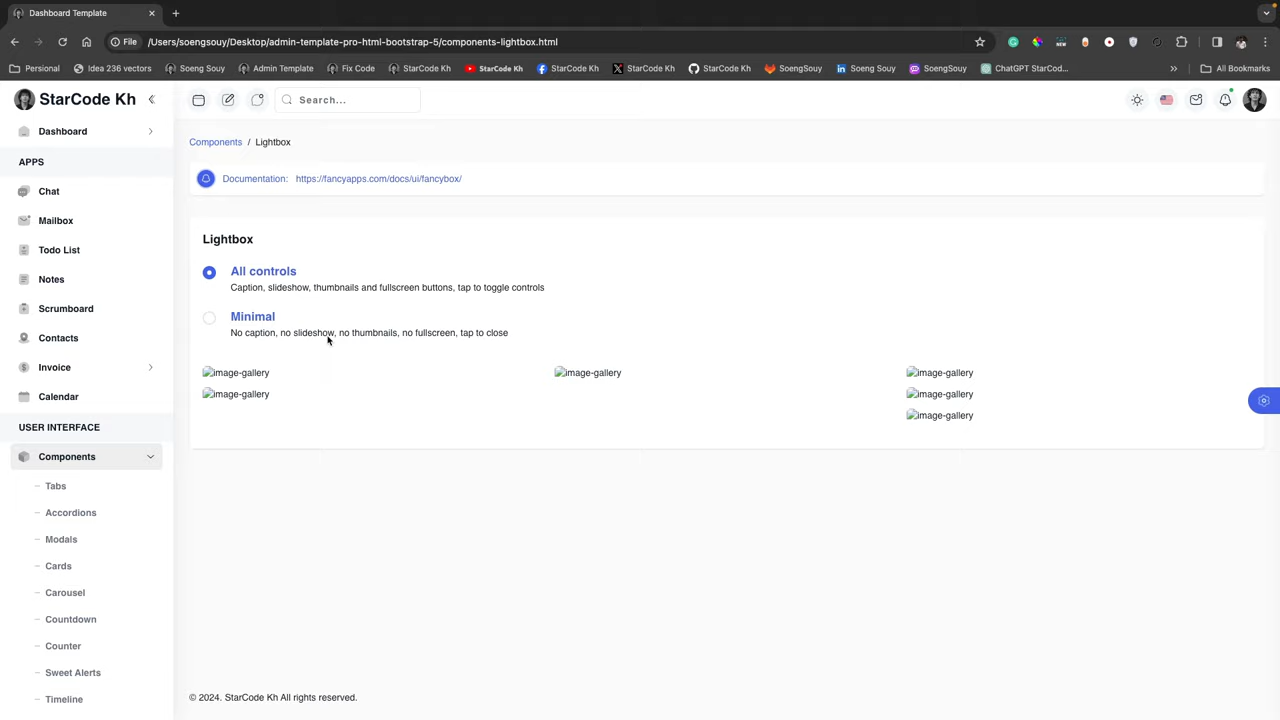 Dashboard Template
File /Users/soengsouy/Desktop/admin-template-pro-html-bootstrap-5/components-lightbox.html
Personal Idea 236 vectors Soeng Souy Admin Template Fix Code StarCode Kh StarCode Kh StarCode Kh StarCode Kh StarCode Kh SoengSouy Soeng Souy SoengSouy ChatGPT StarCod... » All Bookmarks
StarCode Kh
Search...
Dashboard
APPS
Chat
Mailbox
Todo List
Notes
Scrumboard
Contacts
Invoice
Calendar
USER INTERFACE
Components
Tabs
Accordions
Modals
Cards
Carousel
Countdown
Counter
Sweet Alerts
Timeline
Components / Lightbox
Documentation: https://fancyapps.com/docs/ui/fancybox/
Lightbox
All controls
Caption, slideshow, thumbnails and fullscreen buttons, tap to toggle controls
Minimal
No caption, no slideshow, no thumbnails, no fullscreen, tap to close
image-gallery image-gallery image-gallery
image-gallery image-gallery
image-gallery
© 2024. StarCode Kh All rights reserved.